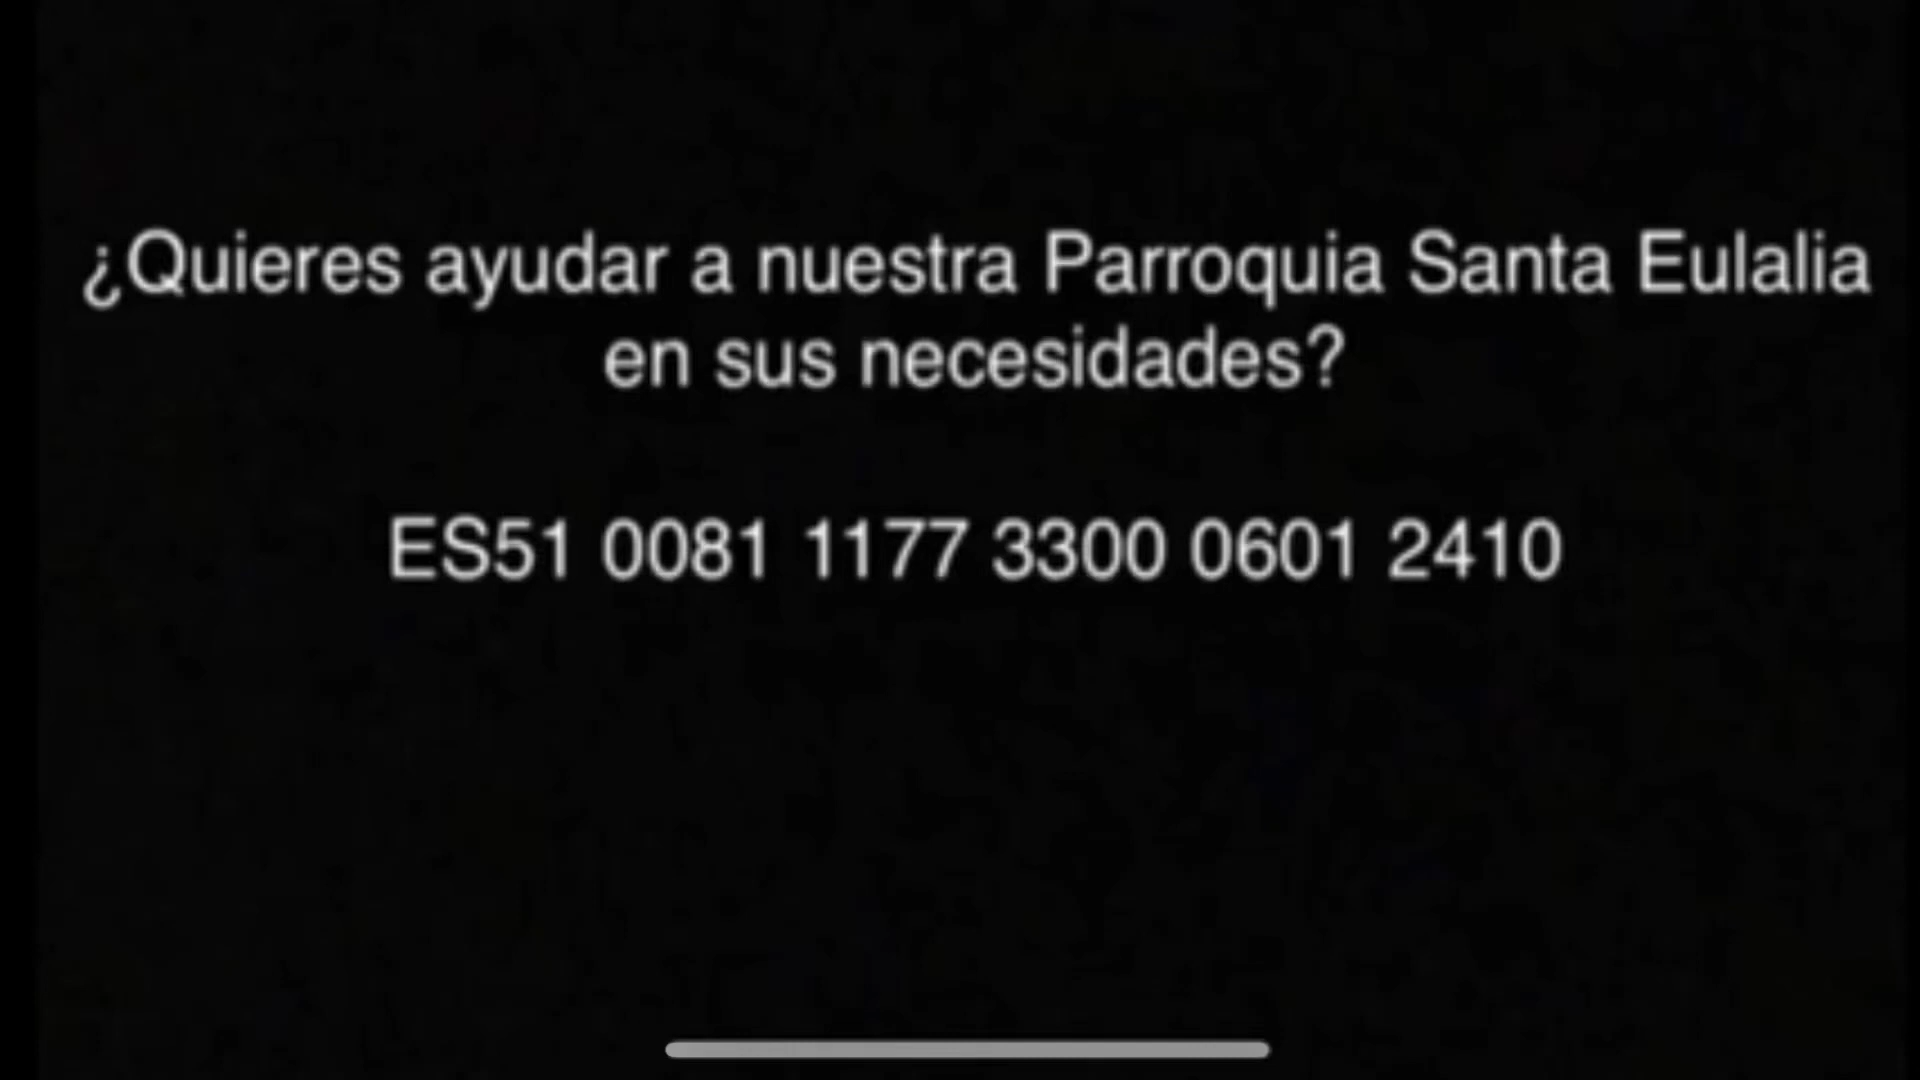 ¿Quieres ayudar a nuestra Parroquia Santa Eulalia
en sus necesidades?
ES51 0081 1177 3300 0601 2410